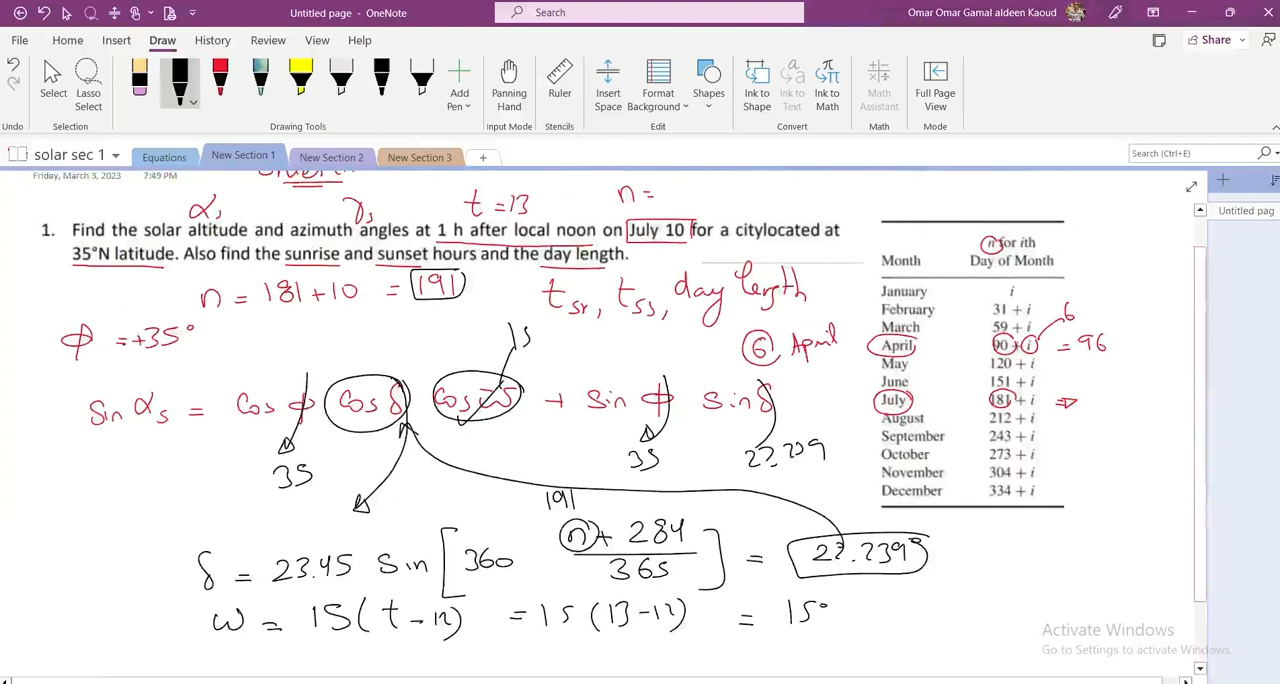 Untitled page - OneNote
Search
Omar Omar Gamal aldeen Kaoud
File Home Insert Draw History Review View Help
Share
Select
Lasso Select
Add Pen
Panning Hand
Ruler
Insert Space
Format Background
Shapes
Ink to Shape
Ink to Text
Ink to Math
Math Assistant
Full Page View
Undo
Selection
Drawing Tools
Input Mode
Stencils
Edit
Convert
Math
Mode
solar sec 1
Equations
New Section 1
New Section 2
New Section 3
+
Search (Ctrl+E)
Friday, March 3, 2023 7:49 PM
Untitled pag
αs γs t = 13 n =
1. Find the solar altitude and azimuth angles at 1 h after local noon on July 10 for a citylocated at
35°N latitude. Also find the sunrise and sunset hours and the day length.
n = 181 + 10 = 191
tsr, tss, day length
ϕ = +35°
15
6 April
sin αs = cos ϕ cos δ cos ω + sin ϕ sin δ
35 35
191
δ = 23.45 sin [360 n + 284 / 365] = 22.239°
ω = 15 (t - 12) = 15 (13 - 12) = 15°
n for ith
Month Day of Month
January i
February 31 + i
March 59 + i
6
April 90 + i = 96
May 120 + i
June 151 + i
July 181 + i ⇒
August 212 + i
September 243 + i
October 273 + i
November 304 + i
December 334 + i
Activate Windows
Go to Settings to activate Windows.